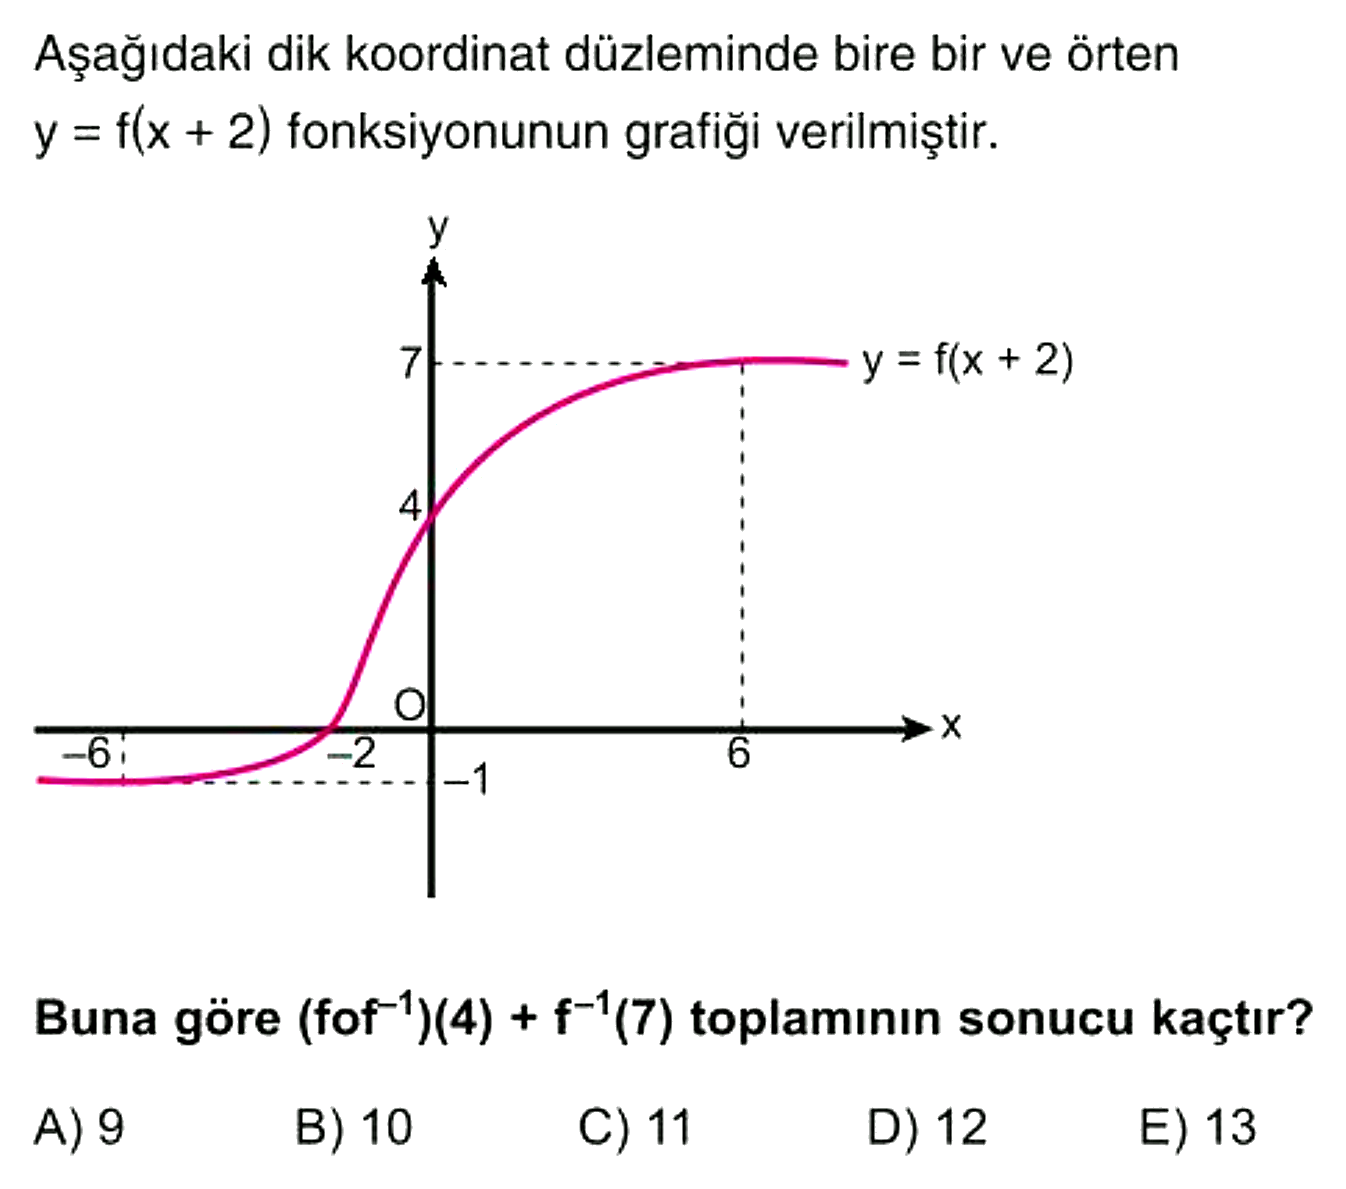 Aşağıdaki dik koordinat düzleminde bire bir ve örten
y = f(x + 2) fonksiyonunun grafiği verilmiştir.
y
7
y = f(x + 2)
4
O
x
–6
–2
6
–1
Buna göre (fof⁻¹)(4) + f⁻¹(7) toplamının sonucu kaçtır?
A) 9 B) 10 C) 11 D) 12 E) 13